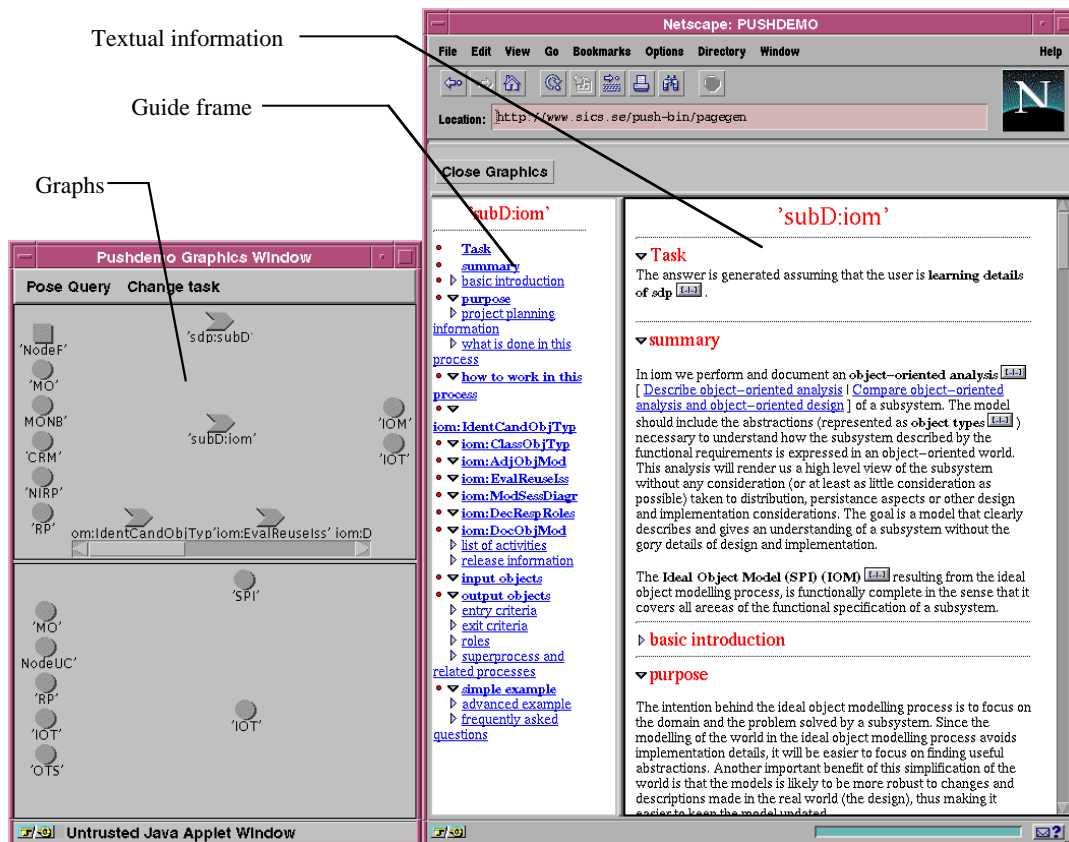 Textual information
Guide frame
Graphs
Netscape: PUSHDEMO
File Edit View Go Bookmarks Options Directory Window Help
N
Location: http://www.sics.se/push-bin/pagegen
Close Graphics
'subD:iom'
Task
summary
basic introduction
purpose
project planning
information
what is done in this
process
how to work in this
process
iom:IdentCandObjTyp
iom:ClassObjTyp
iom:AdjObjMod
iom:EvalReuseIss
iom:ModSessDiagr
iom:DecRespRoles
iom:DocObjMod
list of activities
release information
input objects
output objects
entry criteria
exit criteria
roles
superprocess and
related processes
simple example
advanced example
frequently asked
questions
'subD:iom'
Task
The answer is generated assuming that the user is learning details
of sdp [-|-] .
summary
In iom we perform and document an object-oriented analysis [-|-]
[ Describe object-oriented analysis | Compare object-oriented
analysis and object-oriented design ] of a subsystem. The model
should include the abstractions (represented as object types [-|-] )
necessary to understand how the subsystem described by the
functional requirements is expressed in an object-oriented world.
This analysis will render us a high level view of the subsystem
without any consideration (or at least as little consideration as
possible) taken to distribution, persistance aspects or other design
and implementation considerations. The goal is a model that clearly
describes and gives an understanding of a subsystem without the
gory details of design and implementation.
The Ideal Object Model (SPI) (IOM) [-|-] resulting from the ideal
object modelling process, is functionally complete in the sense that it
covers all areeas of the functional specification of a subsystem.
basic introduction
purpose
The intention behind the ideal object modelling process is to focus on
the domain and the problem solved by a subsystem. Since the
modelling of the world in the ideal object modelling process avoids
implementation details, it will be easier to focus on finding useful
abstractions. Another important benefit of this simplification of the
world is that the models is likely to be more robust to changes and
descriptions made in the real world (the design), thus making it
easier to keep the model updated.
Pushdemo Graphics Window
Pose Query Change task
'sdp:subD'
'NodeF'
'MO'
MONB'
'CRM'
'NIRP'
'RP'
'subD:iom'
'IOM'
'IOT'
om:IdentCandObjTyp'iom:EvalReuseIss' iom:D
'SPI'
'MO'
NodeUC'
'RP'
'IOT'
'OTS'
'IOT'
Untrusted Java Applet Window